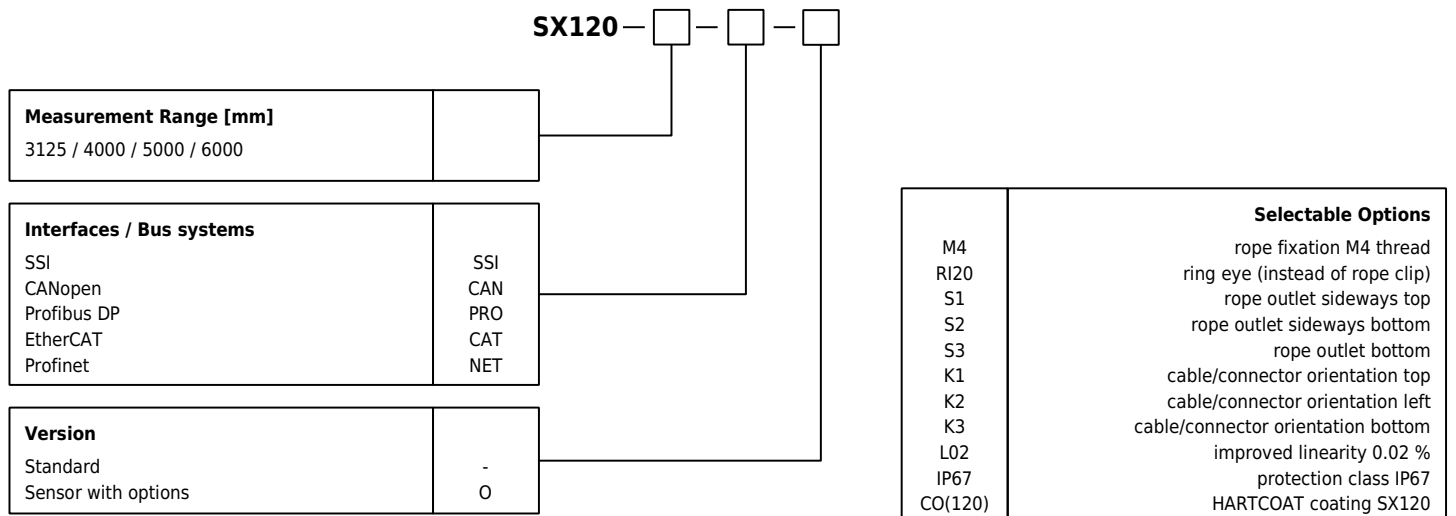 SX120 — —  —
Measurement Range [mm]
3125 / 4000 / 5000 / 6000
Interfaces / Bus systems
SSI SSI
CANopen CAN
Profibus DP PRO
EtherCAT CAT
Profinet NET
Version
Standard -
Sensor with options O
Selectable Options
M4 rope fixation M4 thread
RI20 ring eye (instead of rope clip)
S1 rope outlet sideways top
S2 rope outlet sideways bottom
S3 rope outlet bottom
K1 cable/connector orientation top
K2 cable/connector orientation left
K3 cable/connector orientation bottom
L02 improved linearity 0.02 %
IP67 protection class IP67
CO(120) HARTCOAT coating SX120